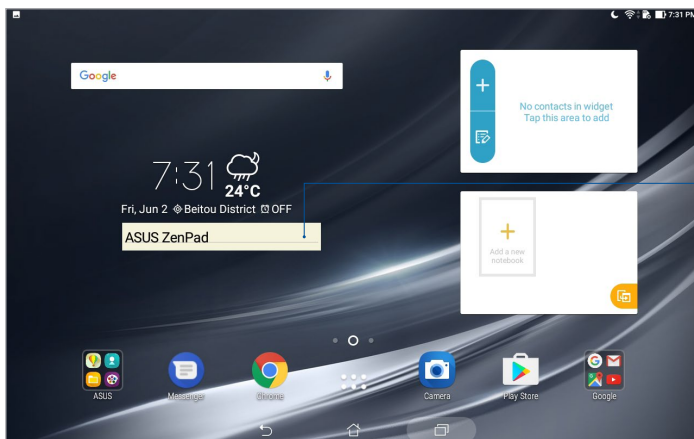 7:31 PM
Google
No contacts in widget
Tap this area to add
7:31
24°C
Fri, Jun 2 Beitou District OFF
ASUS ZenPad
Add a new
notebook
ASUS
Messenger
Chrome
Camera
Play Store
Google